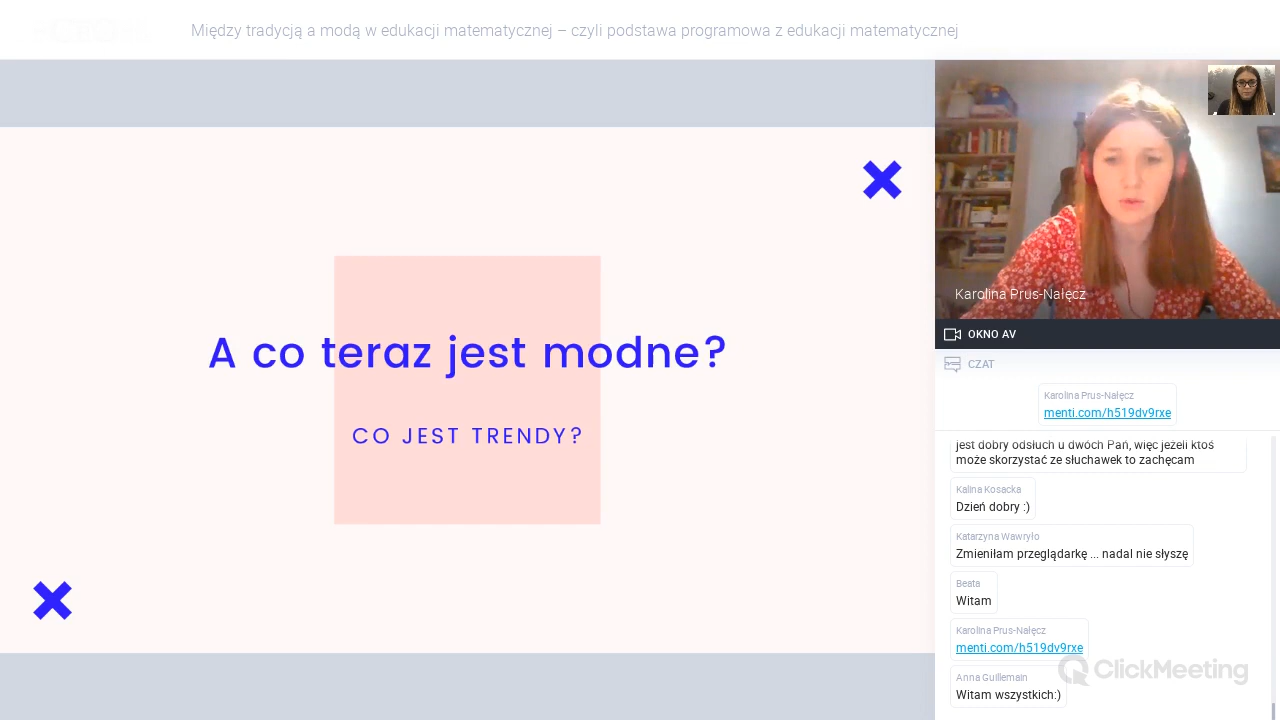 Między tradycją a modą w edukacji matematycznej – czyli podstawa programowa z edukacji matematycznej
A co teraz jest modne?
CO JEST TRENDY?
Karolina Prus-Nałęcz
OKNO AV
CZAT
Karolina Prus-Nałęcz
menti.com/h519dv9rxe
jest dobry odsłuch u dwóch Pań, więc jeżeli ktoś
może skorzystać ze słuchawek to zachęcam
Kalina Kosacka
Dzień dobry :)
Katarzyna Wawryło
Zmieniłam przeglądarkę ... nadal nie słyszę
Beata
Witam
Karolina Prus-Nałęcz
menti.com/h519dv9rxe
ClickMeeting
Anna Guillemain
Witam wszystkich:)